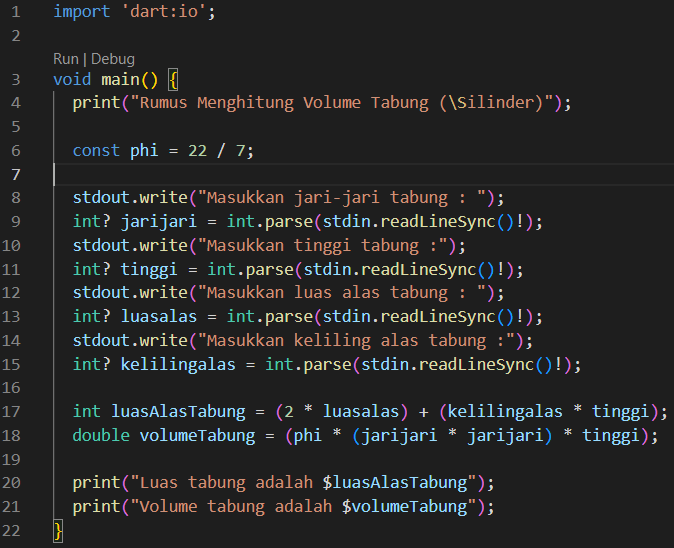 1 import 'dart:io';
2
Run | Debug
3 void main() {
4 print("Rumus Menghitung Volume Tabung (\Silinder)");
5
6 const phi = 22 / 7;
7
8 stdout.write("Masukkan jari-jari tabung : ");
9 int? jarijari = int.parse(stdin.readLineSync()!);
10 stdout.write("Masukkan tinggi tabung :");
11 int? tinggi = int.parse(stdin.readLineSync()!);
12 stdout.write("Masukkan luas alas tabung : ");
13 int? luasalas = int.parse(stdin.readLineSync()!);
14 stdout.write("Masukkan keliling alas tabung :");
15 int? kelilingalas = int.parse(stdin.readLineSync()!);
16
17 int luasAlasTabung = (2 * luasalas) + (kelilingalas * tinggi);
18 double volumeTabung = (phi * (jarijari * jarijari) * tinggi);
19
20 print("Luas tabung adalah $luasAlasTabung");
21 print("Volume tabung adalah $volumeTabung");
22 }